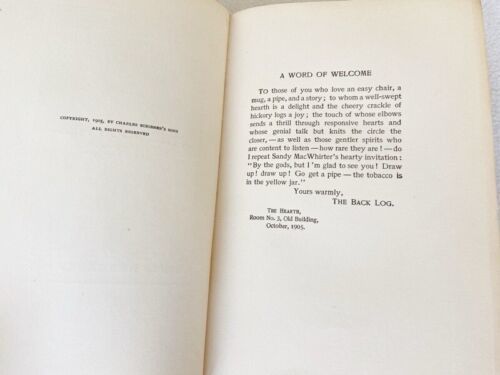 COPYRIGHT, 1905, BY CHARLES SCRIBNER'S SONS
ALL RIGHTS RESERVED
A WORD OF WELCOME
TO those of you who love an easy chair, a
mug, a pipe, and a story; to whom a well-swept
hearth is a delight and the cheery crackle of
hickory logs a joy; the touch of whose elbows
sends a thrill through responsive hearts and
whose genial talk but knits the circle the
closer,—as well as those gentler spirits who
are content to listen—how rare they are!—do
I repeat Sandy MacWhirter's hearty invitation:
"By the gods, but I'm glad to see you! Draw
up! draw up! Go get a pipe—the tobacco is
in the yellow jar."
Yours warmly,
THE BACK LOG.
THE HEARTH,
Room No. 3, Old Building,
October, 1905.